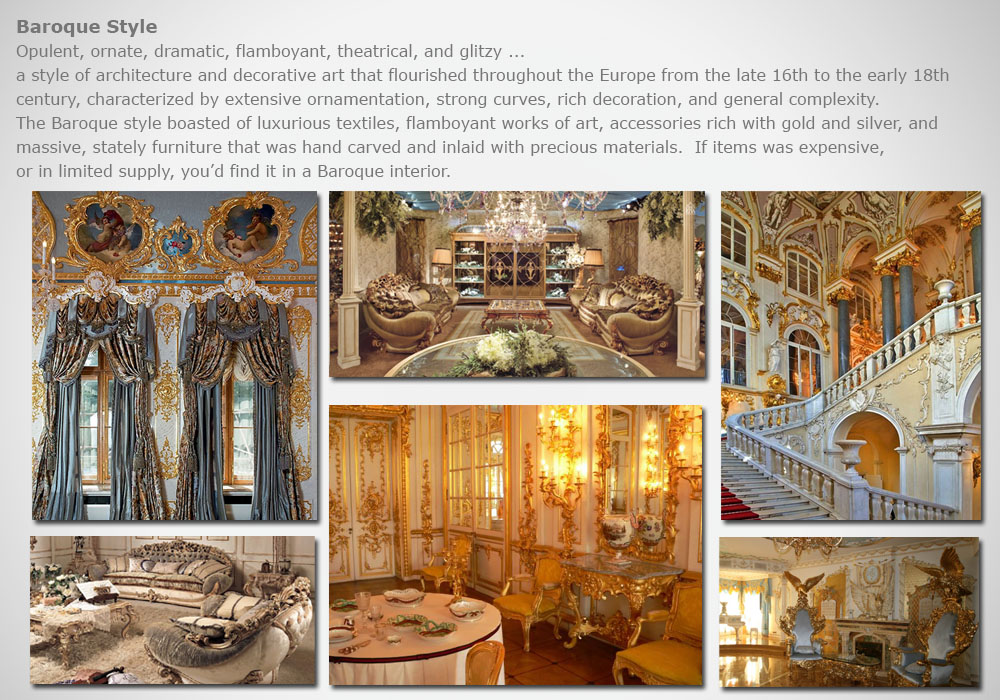 Baroque Style
Opulent, ornate, dramatic, flamboyant, theatrical, and glitzy ...
a style of architecture and decorative art that flourished throughout the Europe from the late 16th to the early 18th
century, characterized by extensive ornamentation, strong curves, rich decoration, and general complexity.
The Baroque style boasted of luxurious textiles, flamboyant works of art, accessories rich with gold and silver, and
massive, stately furniture that was hand carved and inlaid with precious materials.  If items was expensive,
or in limited supply, you’d find it in a Baroque interior.